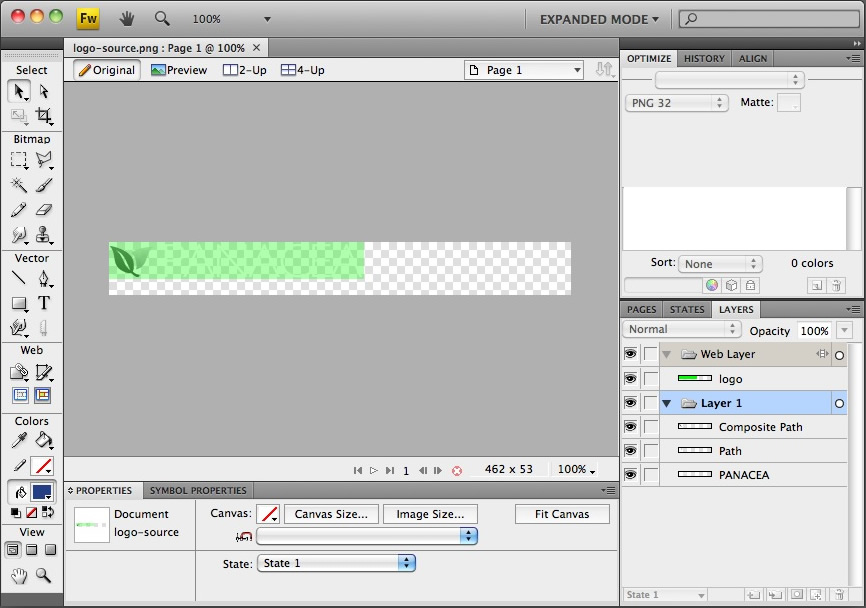 Fw 100% EXPANDED MODE
logo-source.png : Page 1 @ 100%
Original Preview 2-Up 4-Up Page 1
Select
Bitmap
Vector
T
Web
Colors
View
OPTIMIZE HISTORY ALIGN
PNG 32 Matte:
Sort: None 0 colors
PAGES STATES LAYERS
Normal Opacity 100%
Web Layer
logo
Layer 1
Composite Path
Path
PANACEA
State 1
1 462 x 53 100%
PROPERTIES SYMBOL PROPERTIES
Document
logo-source
Canvas: Canvas Size... Image Size... Fit Canvas
State: State 1